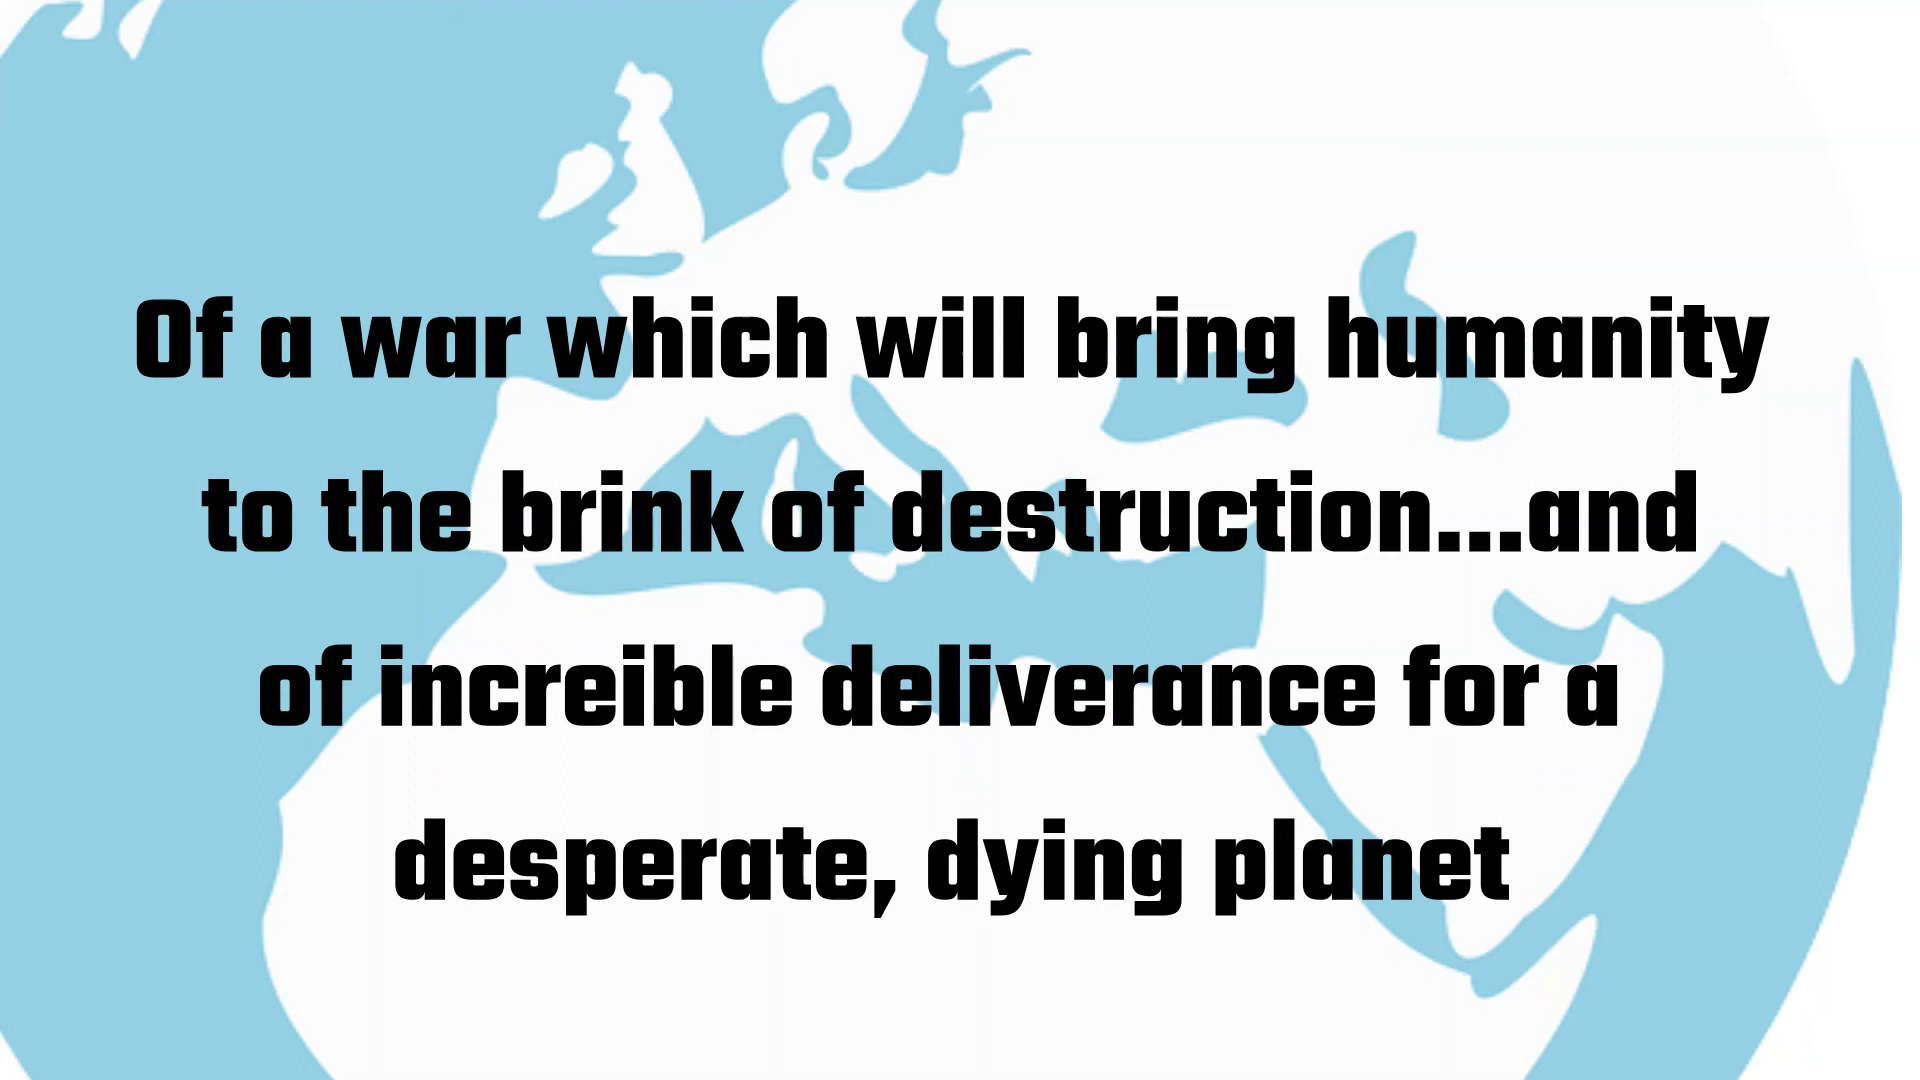 Of a war which will bring humanity
to the brink of destruction...and
of increible deliverance for a
desperate, dying planet